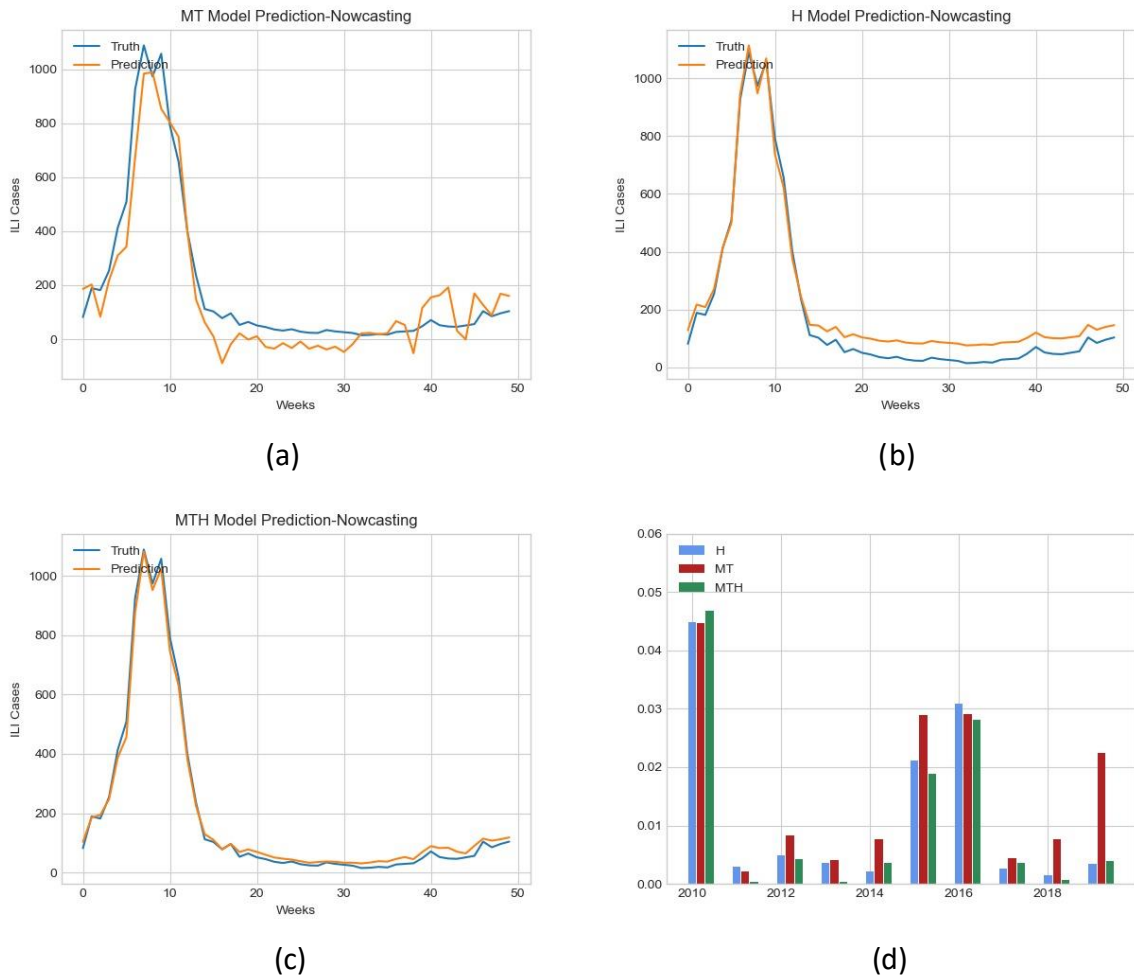 MT Model Prediction-Nowcasting
Truth
Prediction
1000
800
600
400
200
0
ILI Cases
0 10 20 30 40 50
Weeks
(a)
H Model Prediction-Nowcasting
Truth
Prediction
1000
800
600
400
200
0
ILI Cases
0 10 20 30 40 50
Weeks
(b)
MTH Model Prediction-Nowcasting
Truth
Prediction
1000
800
600
400
200
0
ILI Cases
0 10 20 30 40 50
Weeks
(c)
H
MT
MTH
0.06
0.05
0.04
0.03
0.02
0.01
0.00
2010 2012 2014 2016 2018
(d)